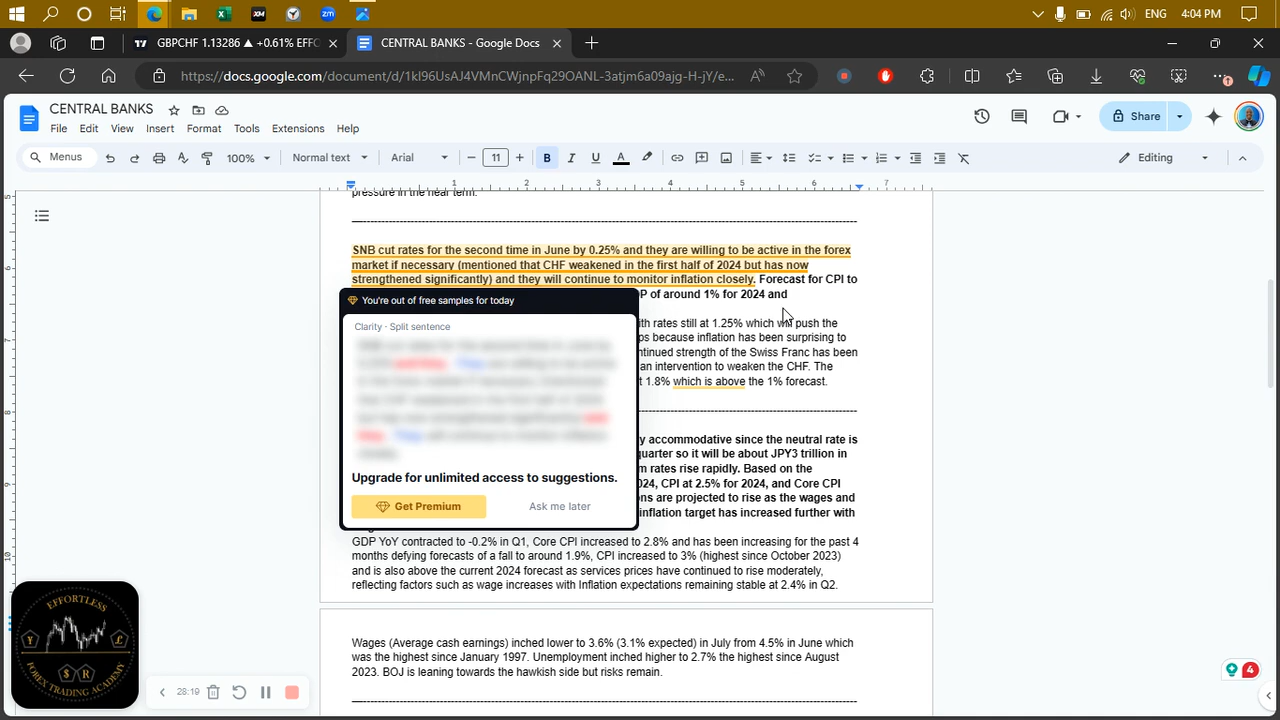 ENG
4:04 PM
GBPCHF 1.13286 ▲ +0.61% EFFC
CENTRAL BANKS - Google Docs
https://docs.google.com/document/d/1kI96UsAJ4VMnCWjnpFq29OANL-3atjm6a09ajg-H-jY/e...
CENTRAL BANKS
File Edit View Insert Format Tools Extensions Help
Share
Menus
100%
Normal text
Arial
11
Editing
1 2 3 4 5 6 7
pressure in the near term.
SNB cut rates for the second time in June by 0.25% and they are willing to be active in the forex
market if necessary (mentioned that CHF weakened in the first half of 2024 but has now
strengthened significantly) and they will continue to monitor inflation closely. Forecast for CPI to
DP of around 1% for 2024 and
ith rates still at 1.25% which will push the
ps because inflation has been surprising to
ntinued strength of the Swiss Franc has been
an intervention to weaken the CHF. The
t 1.8% which is above the 1% forecast.
You're out of free samples for today
Clarity · Split sentence
Upgrade for unlimited access to suggestions.
Get Premium
Ask me later
y accommodative since the neutral rate is
quarter so it will be about JPY3 trillion in
m rates rise rapidly. Based on the
024, CPI at 2.5% for 2024, and Core CPI
ns are projected to rise as the wages and
inflation target has increased further with
GDP YoY contracted to -0.2% in Q1, Core CPI increased to 2.8% and has been increasing for the past 4
months defying forecasts of a fall to around 1.9%, CPI increased to 3% (highest since October 2023)
and is also above the current 2024 forecast as services prices have continued to rise moderately,
reflecting factors such as wage increases with Inflation expectations remaining stable at 2.4% in Q2.
Wages (Average cash earnings) inched lower to 3.6% (3.1% expected) in July from 4.5% in June which
was the highest since January 1997. Unemployment inched higher to 2.7% the highest since August
2023. BOJ is leaning towards the hawkish side but risks remain.
EFFORTLESS
FOREX TRADING ACADEMY
28:19
4